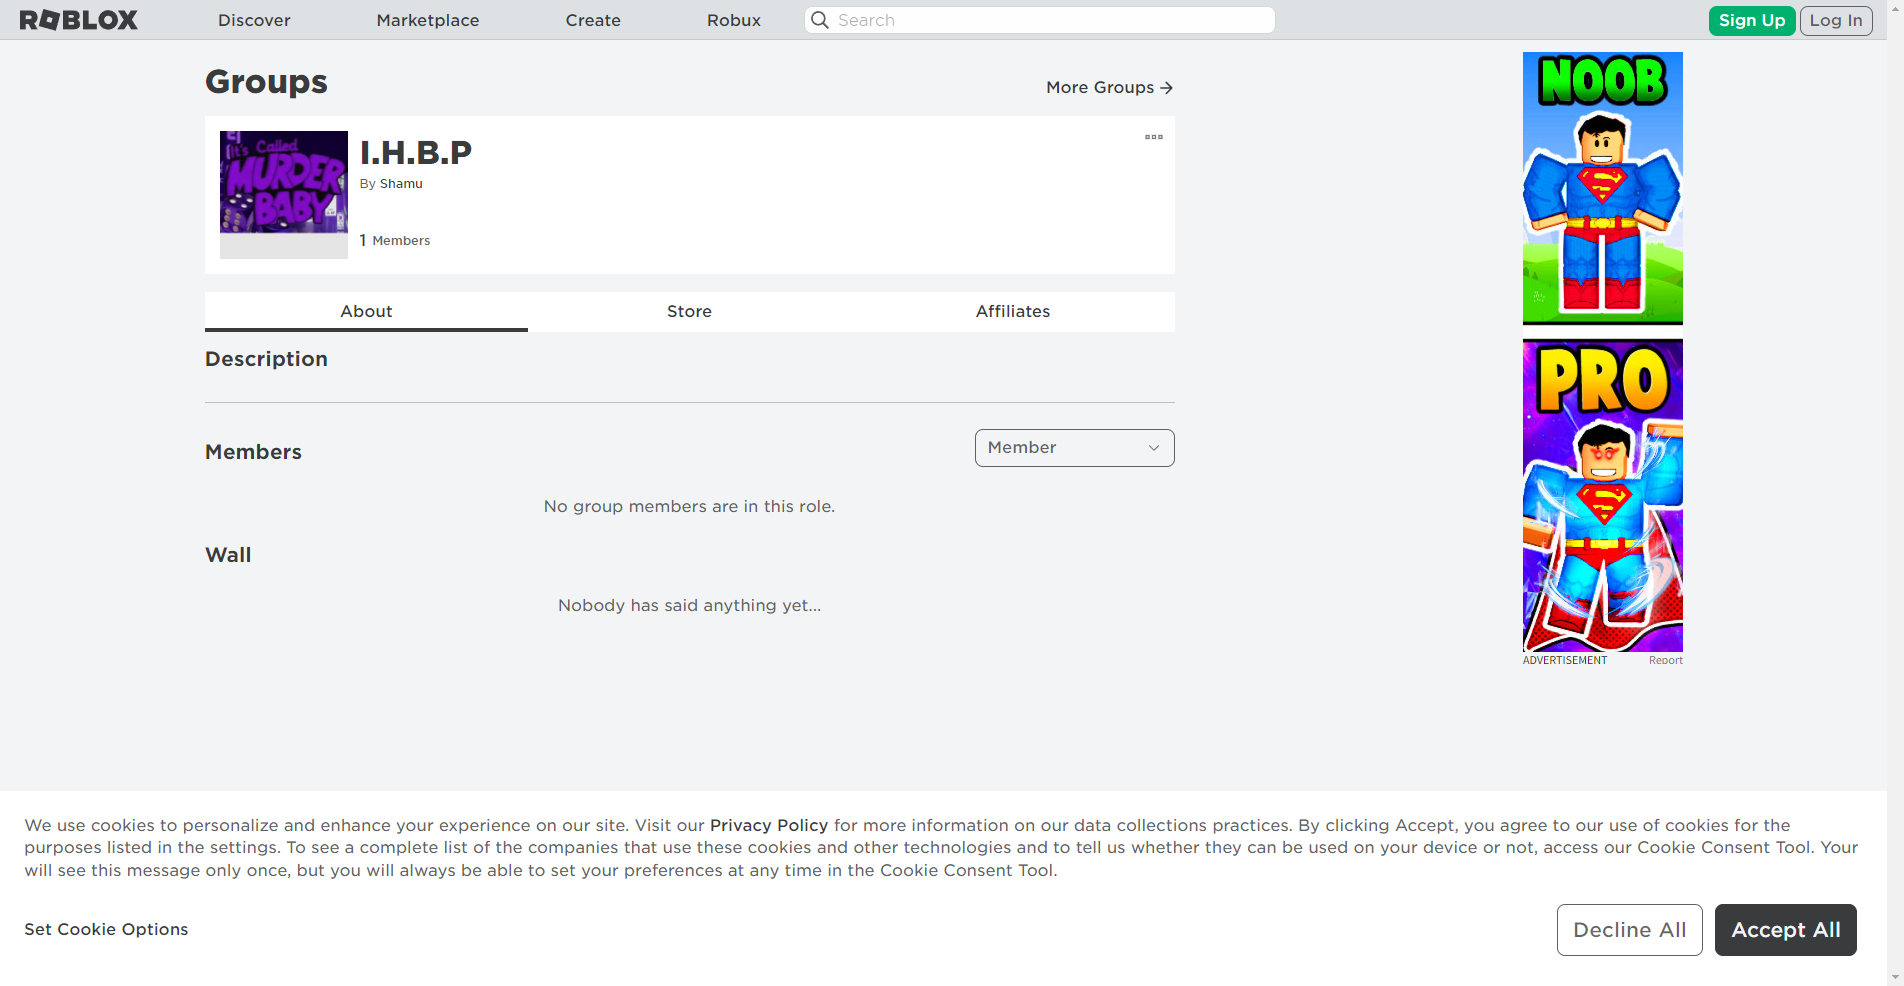 ROBLOX
Discover
Marketplace
Create
Robux
Search
Sign Up
Log In
Groups
More Groups
It's Called
MURDER
BABY
I.H.B.P
By Shamu
1 Members
About
Store
Affiliates
Description
Members
Member
No group members are in this role.
Wall
Nobody has said anything yet...
NOOB
PRO
ADVERTISEMENT
Report
We use cookies to personalize and enhance your experience on our site. Visit our Privacy Policy for more information on our data collections practices. By clicking Accept, you agree to our use of cookies for the
purposes listed in the settings. To see a complete list of the companies that use these cookies and other technologies and to tell us whether they can be used on your device or not, access our Cookie Consent Tool. Your
will see this message only once, but you will always be able to set your preferences at any time in the Cookie Consent Tool.
Set Cookie Options
Decline All
Accept All